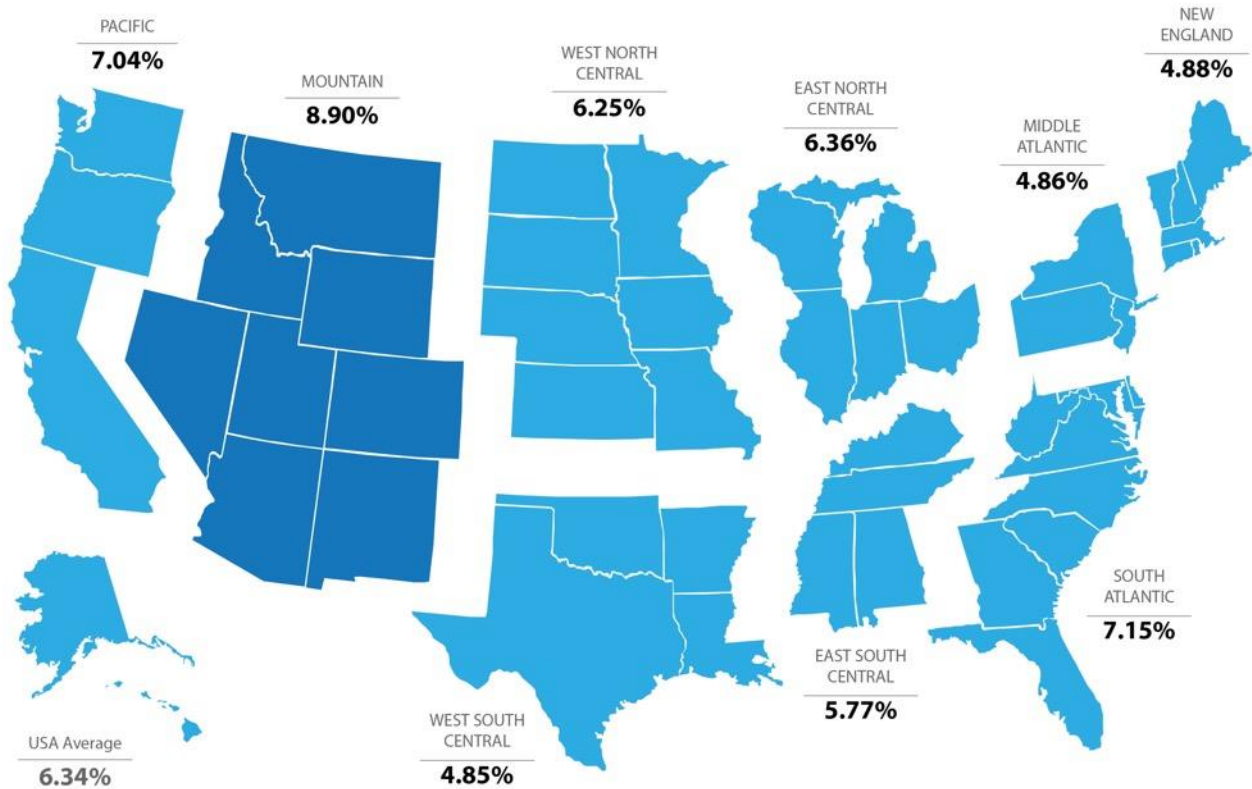 PACIFIC
7.04%
MOUNTAIN
8.90%
WEST NORTH
CENTRAL
6.25%
EAST NORTH
CENTRAL
6.36%
MIDDLE
ATLANTIC
4.86%
NEW
ENGLAND
4.88%
SOUTH
ATLANTIC
7.15%
EAST SOUTH
CENTRAL
5.77%
WEST SOUTH
CENTRAL
4.85%
USA Average
6.34%